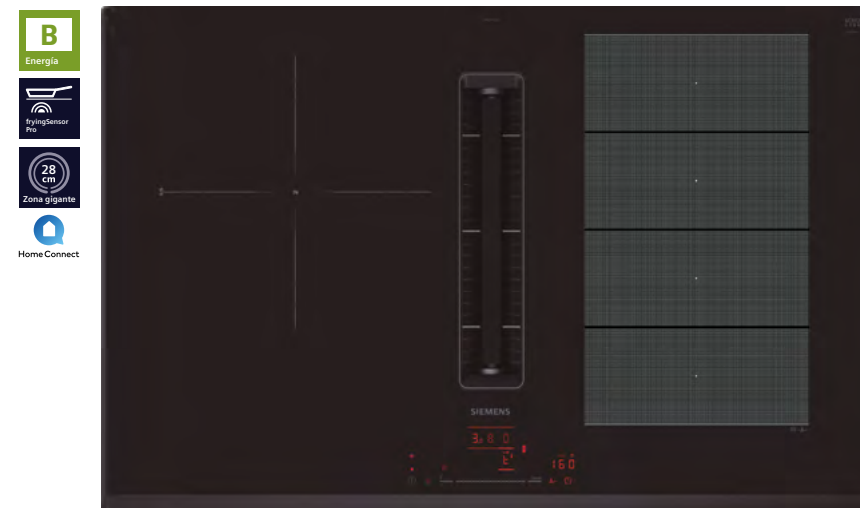 B
Energía
fryingSensor
Pro
28
cm
Zona gigante
Home Connect
SIEMENS
160